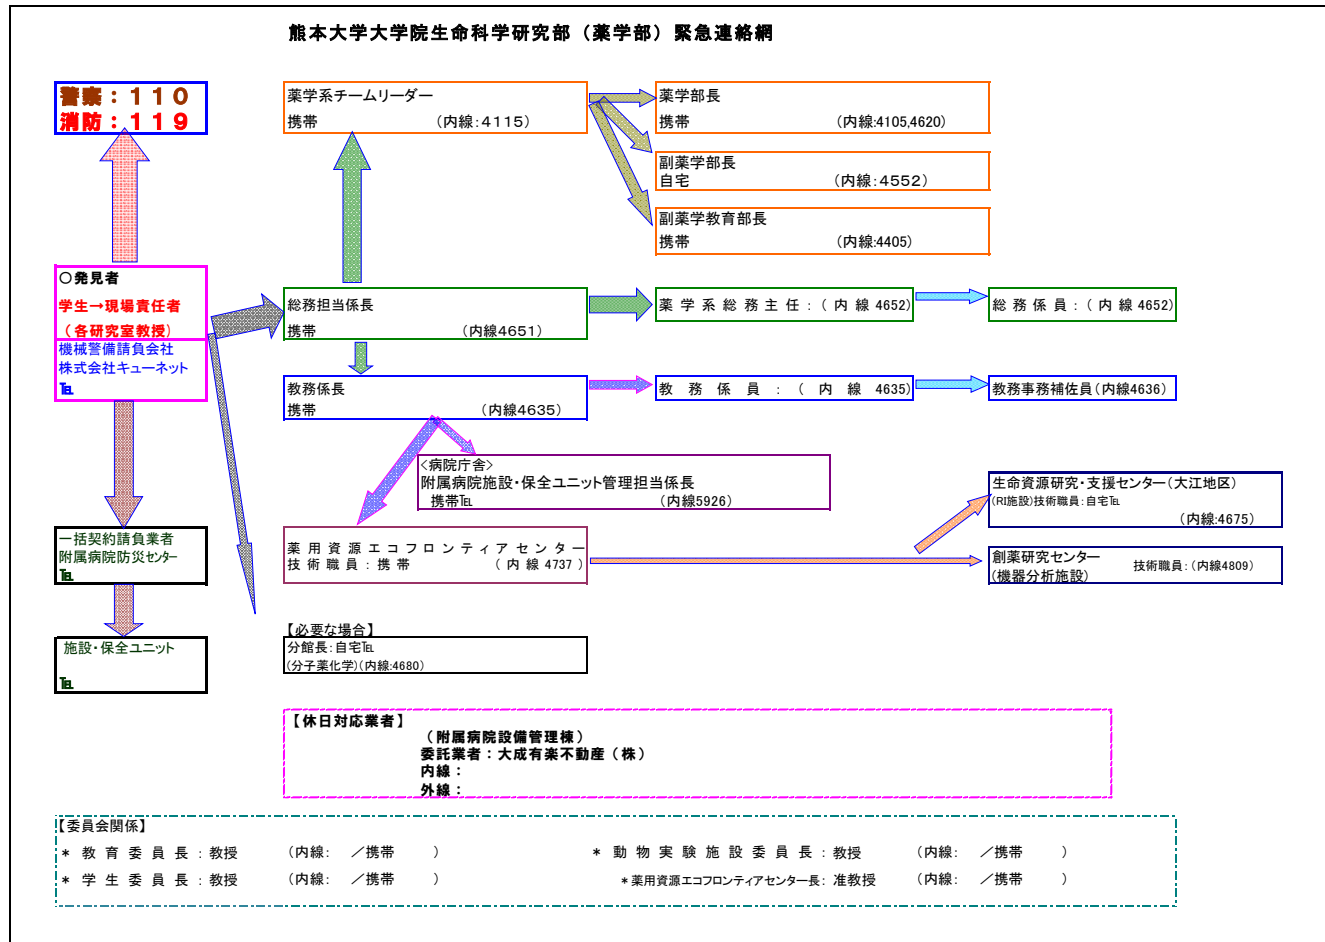 熊本大学大学院生命科学研究部（薬学部）緊急連絡網
警察：１１０
消防：１１９
薬学系チームリーダー
携帯 （内線：4115）
薬学部長
携帯 （内線:4105,4620）
副薬学部長
自宅 （内線：4552）
副薬学教育部長
携帯 （内線:4405）
○発見者
学生→現場責任者
（各研究室教授）
機械警備請負会社
株式会社キューネット
℡
総務担当係長
携帯 （内線4651）
薬学系総務主任：（内線 4652）
総務係員：（内線 4652）
教務係長
携帯 （内線4635）
教務係員：（内線 4635）
教務事務補佐員（内線4636）
＜病院庁舎＞
附属病院施設・保全ユニット管理担当係長
携帯℡ （内線5926）
生命資源研究・支援センター（大江地区）
(RI施設)技術職員：自宅℡
（内線:4675）
一括契約請負業者
附属病院防災センター
℡
薬用資源エコフロンティアセンター
技術職員：携帯 （内線 4737）
創薬研究センター
（機器分析施設） 技術職員：（内線4809）
施設・保全ユニット
℡
【必要な場合】
分館長：自宅℡
（分子薬化学）（内線:4680）
【休日対応業者】
（附属病院設備管理棟）
委託業者：大成有楽不動産（株）
内線：
外線：
【委員会関係】
* 教育委員長：教授 （内線： ／携帯 ） * 動物実験施設委員長：教授 （内線： ／携帯 ）
* 学生委員長：教授 （内線： ／携帯 ） *薬用資源エコフロンティアセンター長：准教授 （内線： ／携帯 ）